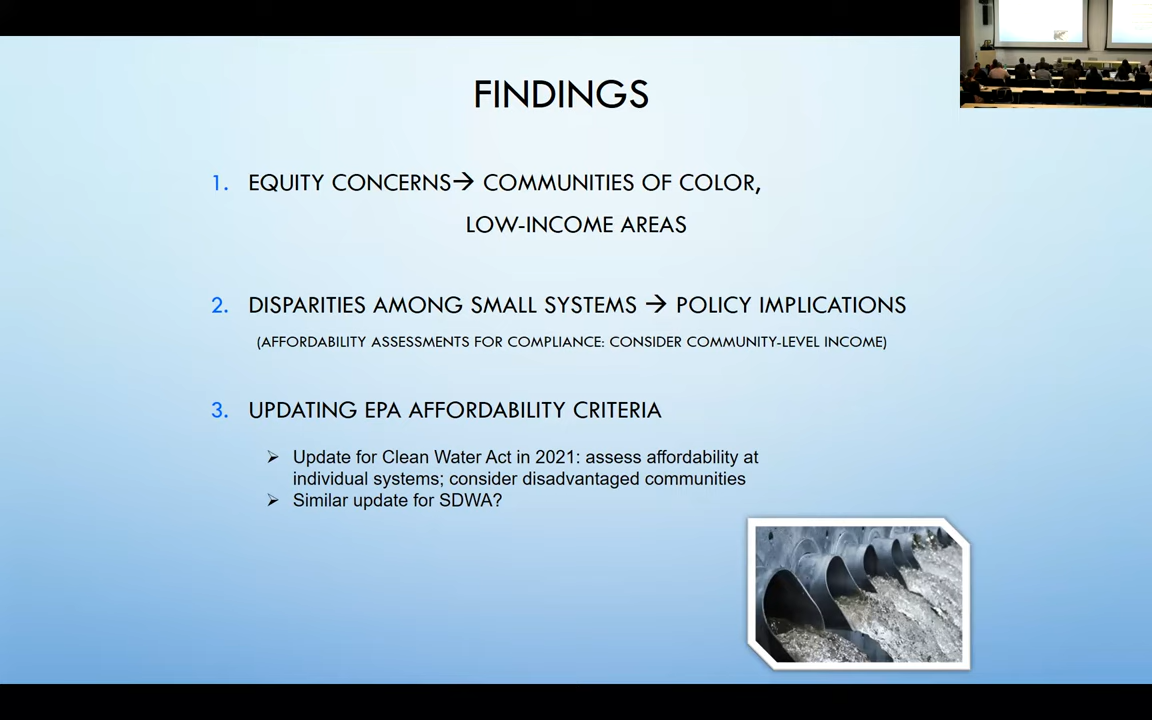 FINDINGS
1. EQUITY CONCERNS→ COMMUNITIES OF COLOR,
LOW-INCOME AREAS
2. DISPARITIES AMONG SMALL SYSTEMS → POLICY IMPLICATIONS
(AFFORDABILITY ASSESSMENTS FOR COMPLIANCE: CONSIDER COMMUNITY-LEVEL INCOME)
3. UPDATING EPA AFFORDABILITY CRITERIA
➢ Update for Clean Water Act in 2021: assess affordability at
individual systems; consider disadvantaged communities
➢ Similar update for SDWA?